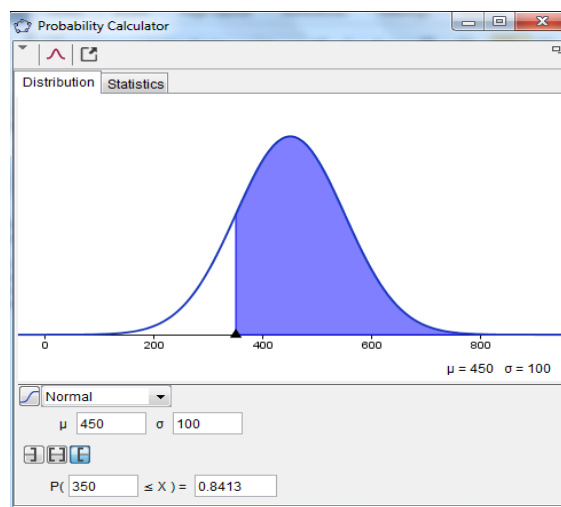 Probability Calculator
Distribution Statistics
0 200 400 600 800
μ = 450 σ = 100
Normal
μ 450 σ 100
P( 350 ≤ X ) = 0.8413